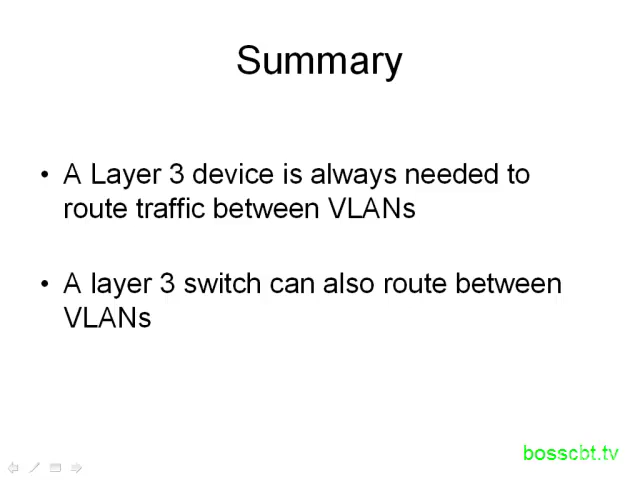 Summary
• A Layer 3 device is always needed to
route traffic between VLANs
• A layer 3 switch can also route between
VLANs
bosscbt.tv